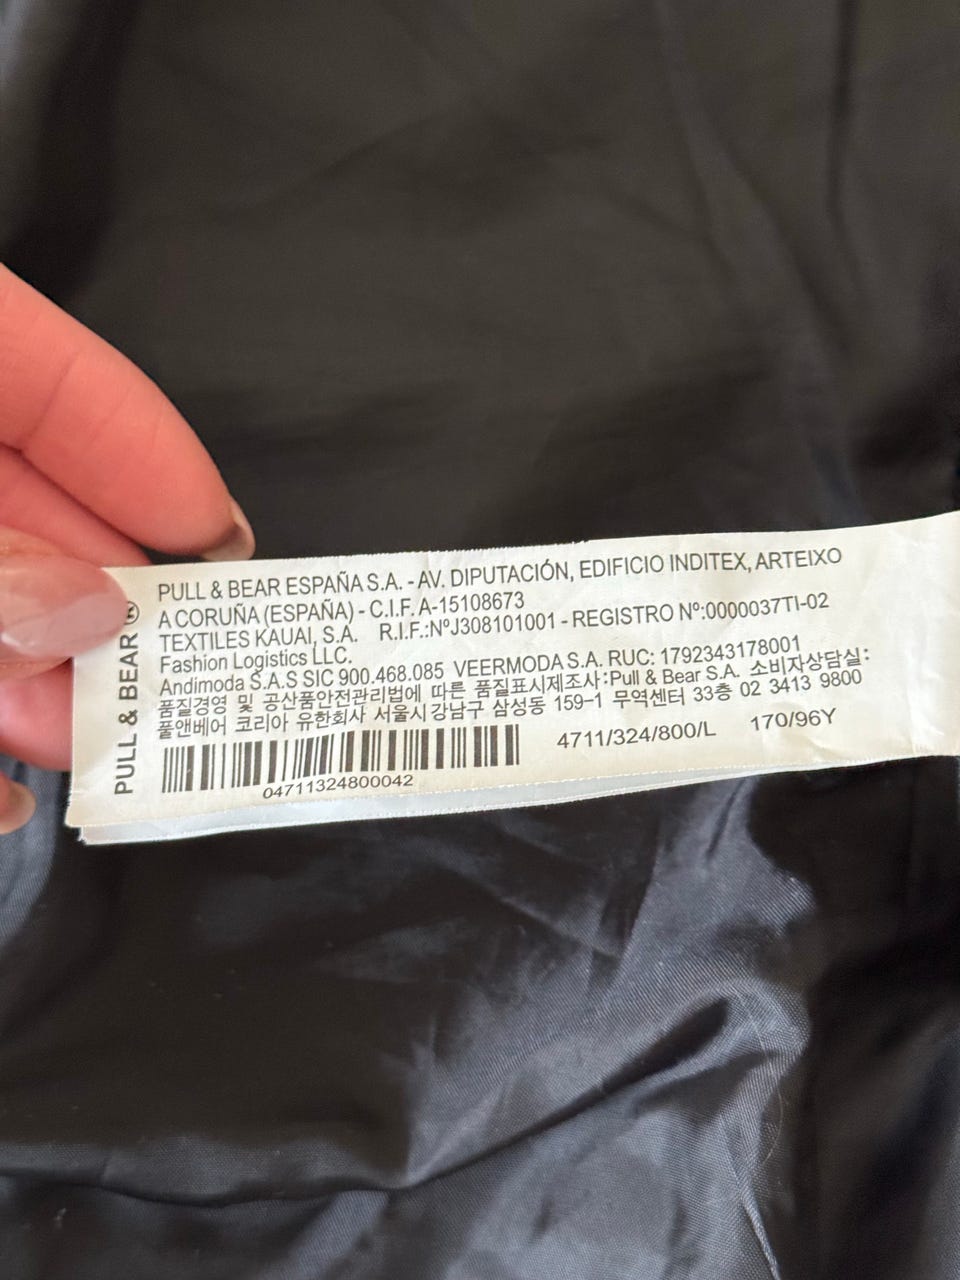 PULL & BEAR®
PULL & BEAR ESPAÑA S.A. - AV. DIPUTACIÓN, EDIFICIO INDITEX, ARTEIXO
A CORUÑA (ESPAÑA) - C.I.F. A-15108673
TEXTILES KAUAI, S.A. R.I.F.:NºJ308101001 - REGISTRO Nº:0000037TI-02
Fashion Logistics LLC.
Andimoda S.A.S SIC 900.468.085 VEERMODA S.A. RUC: 1792343178001
품질경영 및 공산품안전관리법에 따른 품질표시제조사:Pull & Bear S.A. 소비자상담실:
풀앤베어 코리아 유한회사 서울시 강남구 삼성동 159-1 무역센터 33층 02 3413 9800
04711324800042
4711/324/800/L 170/96Y